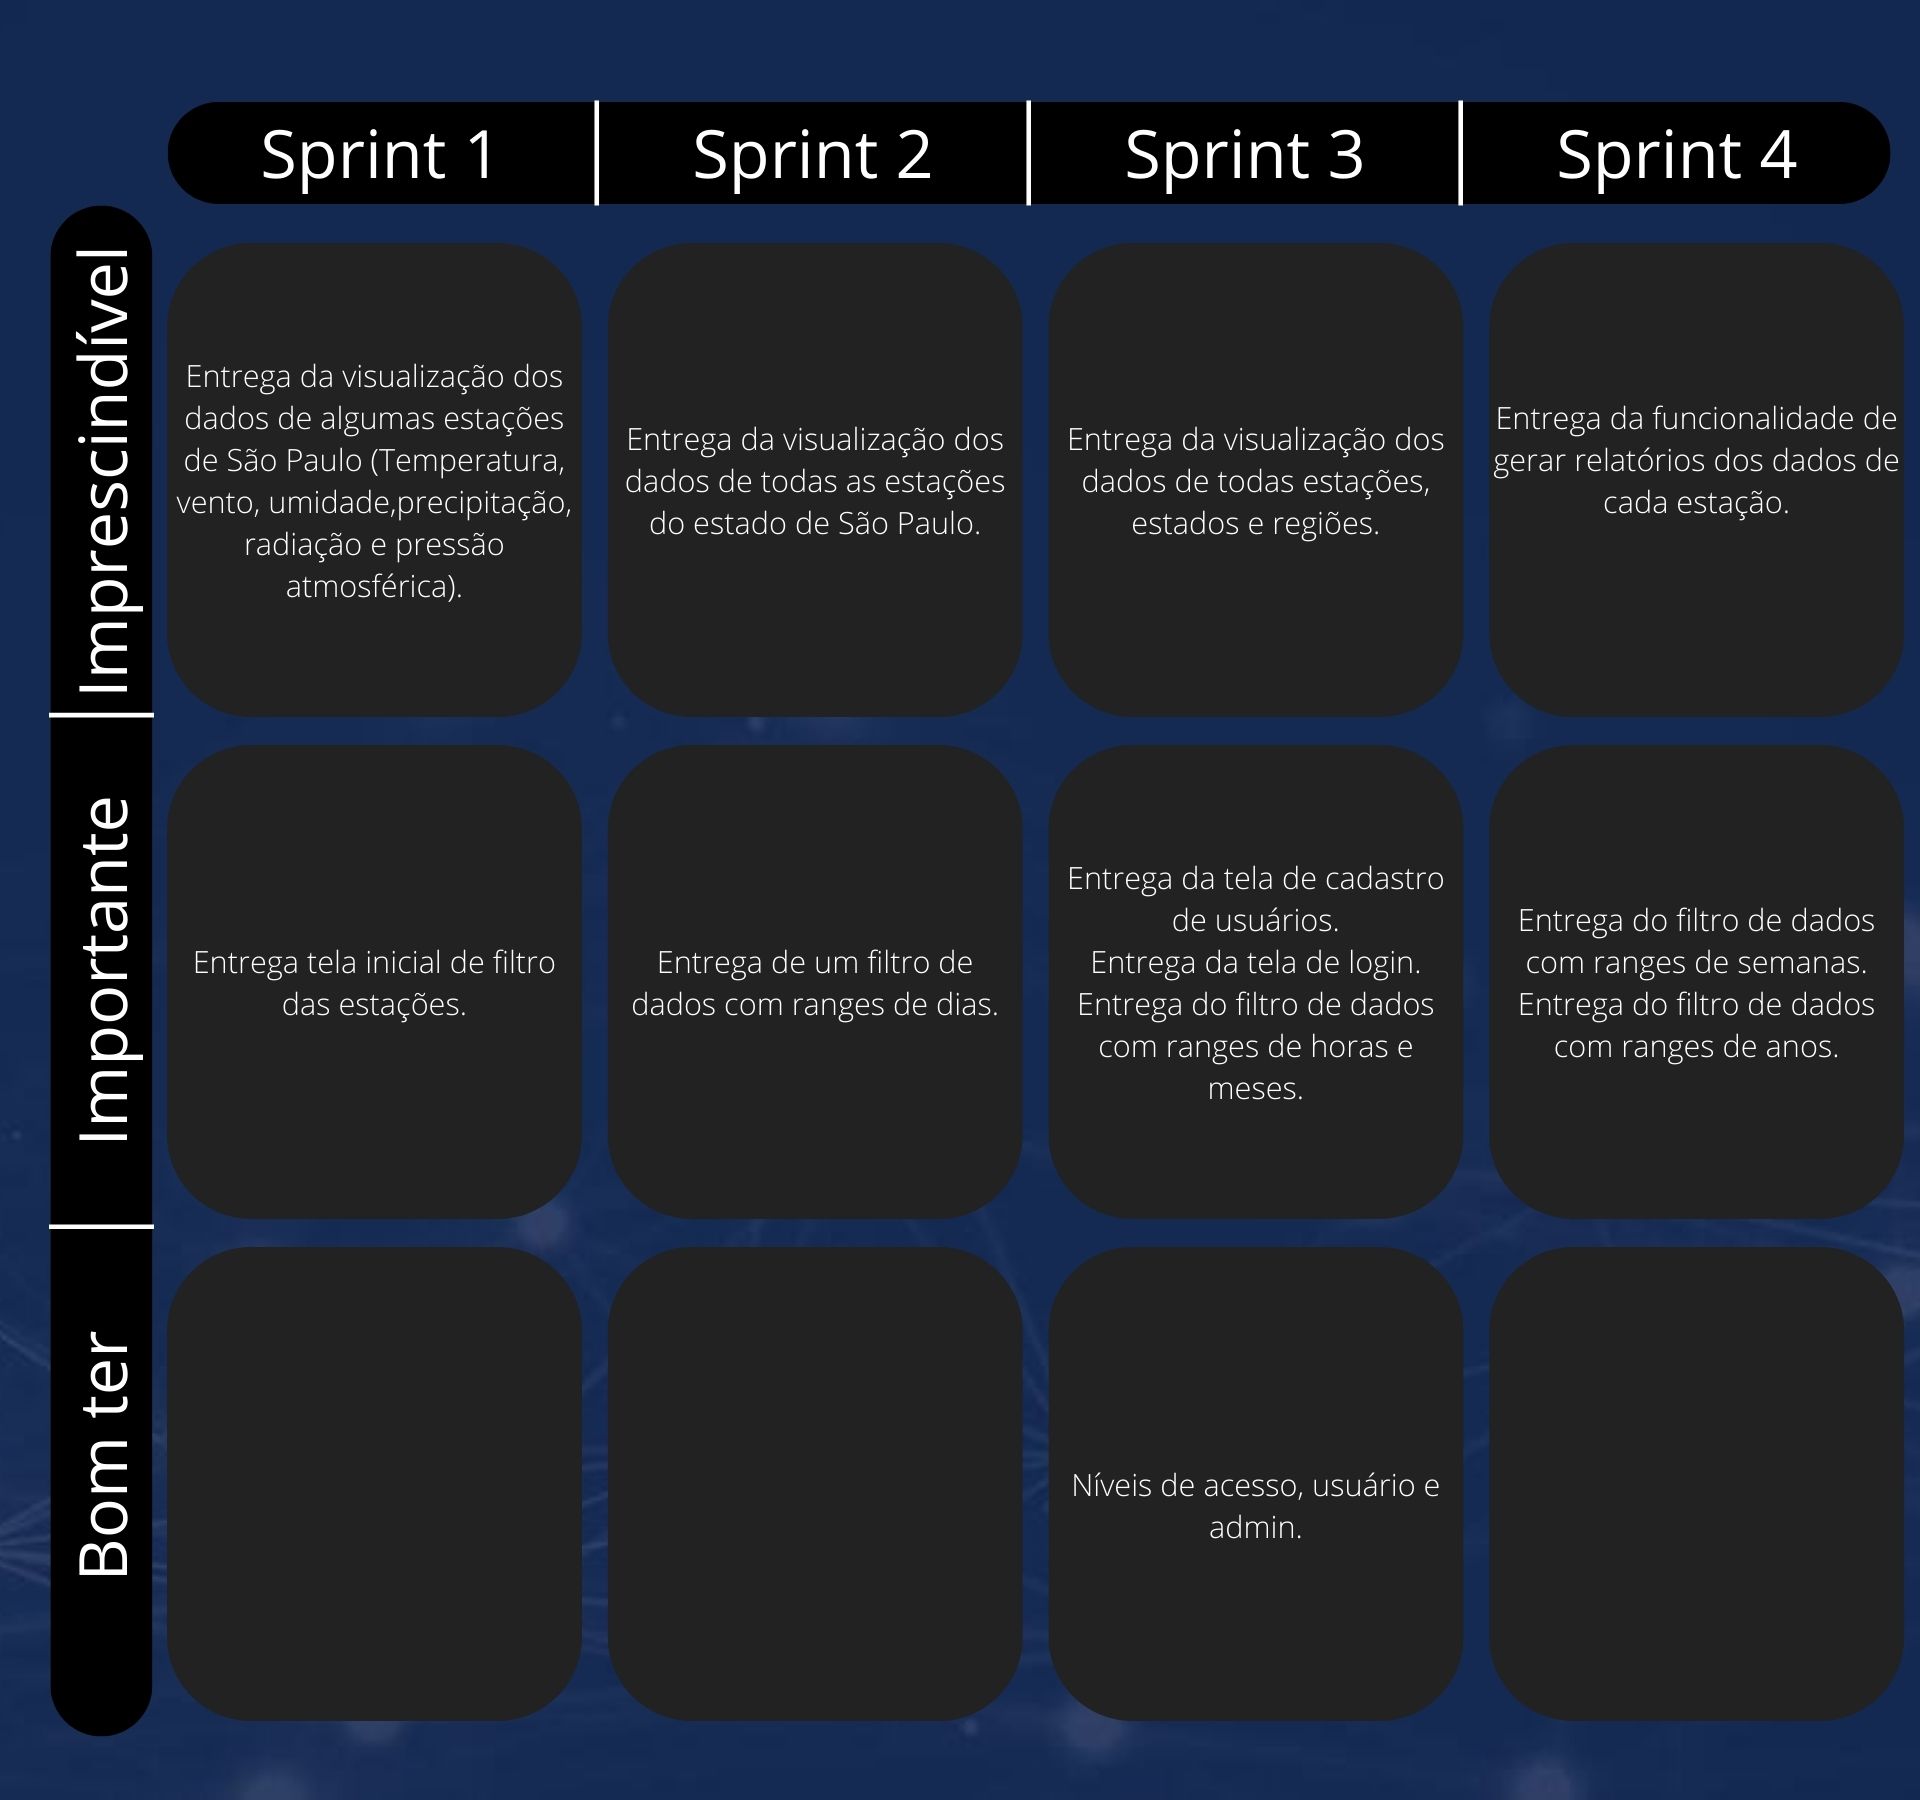 Sprint 1
Sprint 2
Sprint 3
Sprint 4
Imprescindível
Entrega da visualização dos
dados de algumas estações
de São Paulo (Temperatura,
vento, umidade,precipitação,
radiação e pressão
atmosférica).
Entrega da visualização dos
dados de todas as estações
do estado de São Paulo.
Entrega da visualização dos
dados de todas estações,
estados e regiões.
Entrega da funcionalidade de
gerar relatórios dos dados de
cada estação.
Importante
Entrega tela inicial de filtro
das estações.
Entrega de um filtro de
dados com ranges de dias.
Entrega da tela de cadastro
de usuários.
Entrega da tela de login.
Entrega do filtro de dados
com ranges de horas e
meses.
Entrega do filtro de dados
com ranges de semanas.
Entrega do filtro de dados
com ranges de anos.
Bom ter
Níveis de acesso, usuário e
admin.